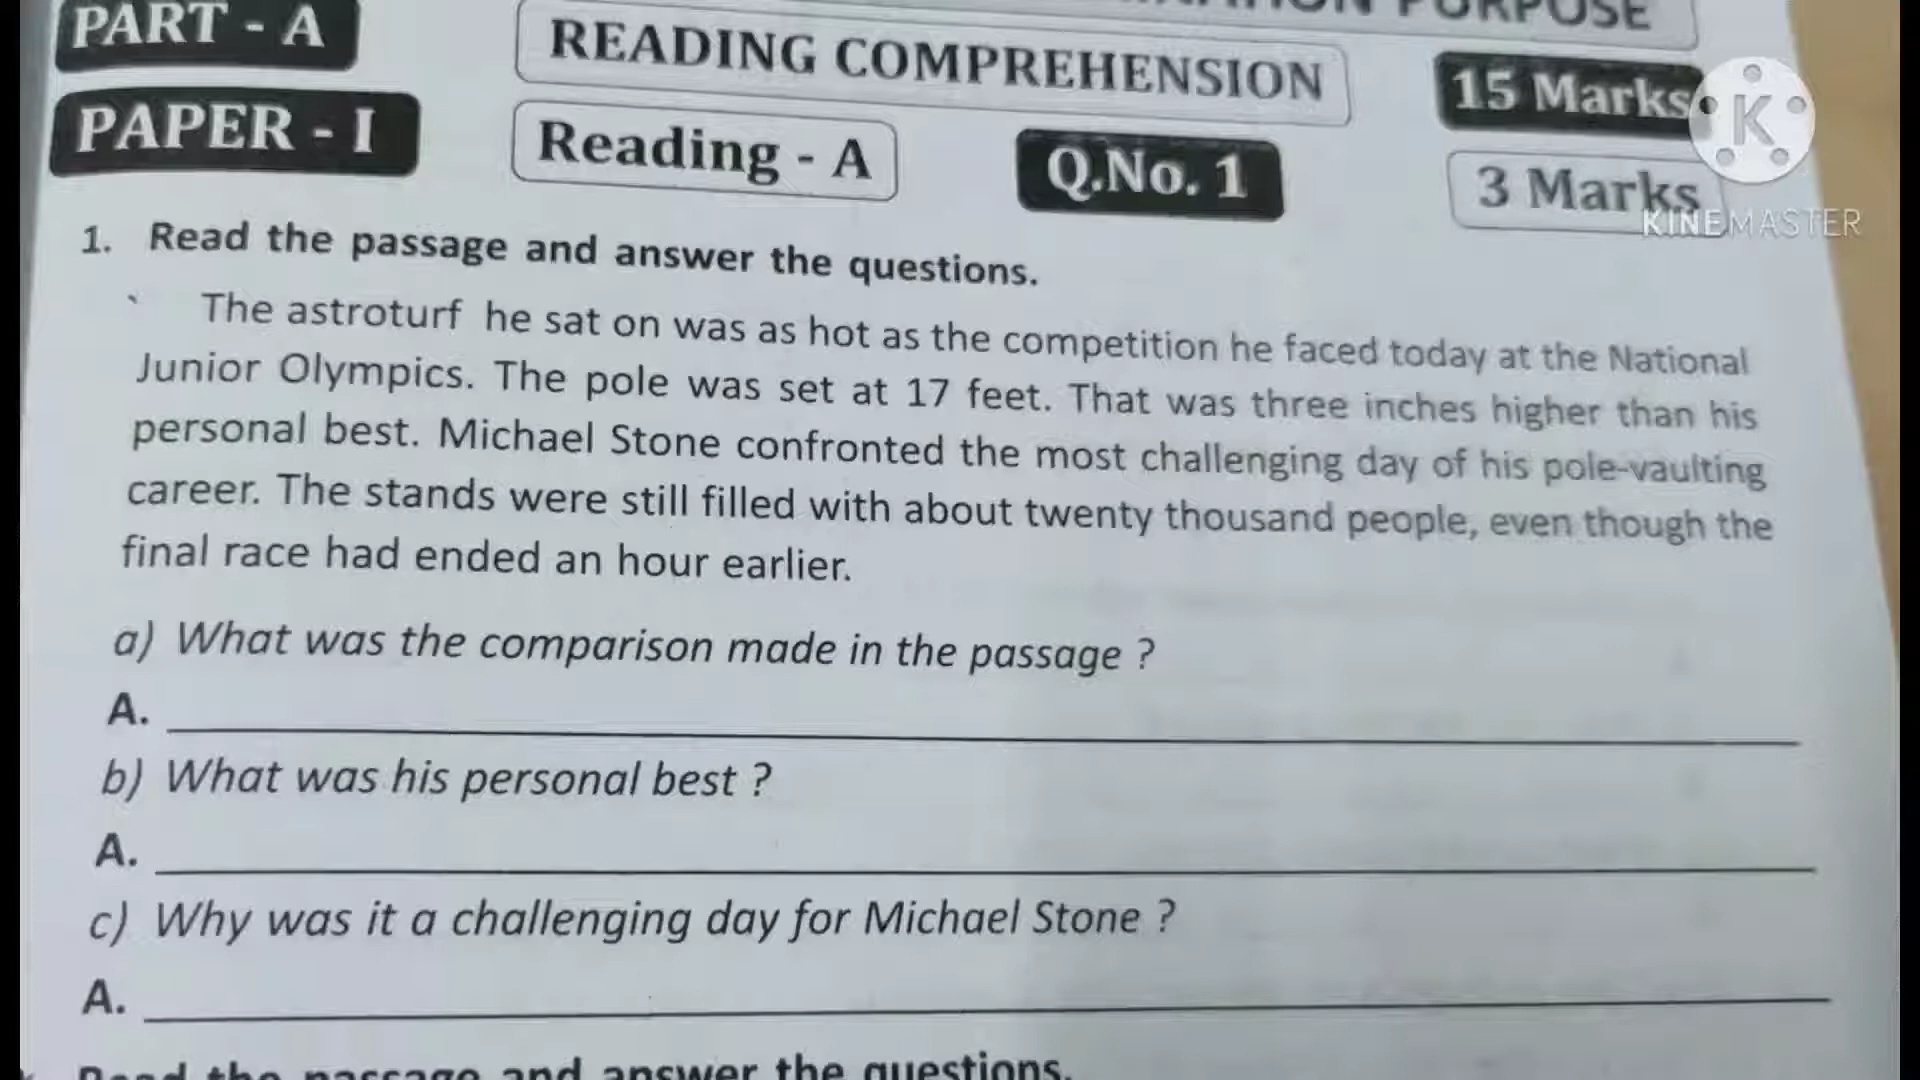 PURPOSE
PART - A
READING COMPREHENSION
15 Marks
PAPER - I
Reading - A
Q.No. 1
3 Marks
K
KINEMASTER
1. Read the passage and answer the questions.
The astroturf he sat on was as hot as the competition he faced today at the National
Junior Olympics. The pole was set at 17 feet. That was three inches higher than his
personal best. Michael Stone confronted the most challenging day of his pole-vaulting
career. The stands were still filled with about twenty thousand people, even though the
final race had ended an hour earlier.
a) What was the comparison made in the passage ?
A.
b) What was his personal best ?
A.
c) Why was it a challenging day for Michael Stone ?
A.
Read the passage and answer the questions.